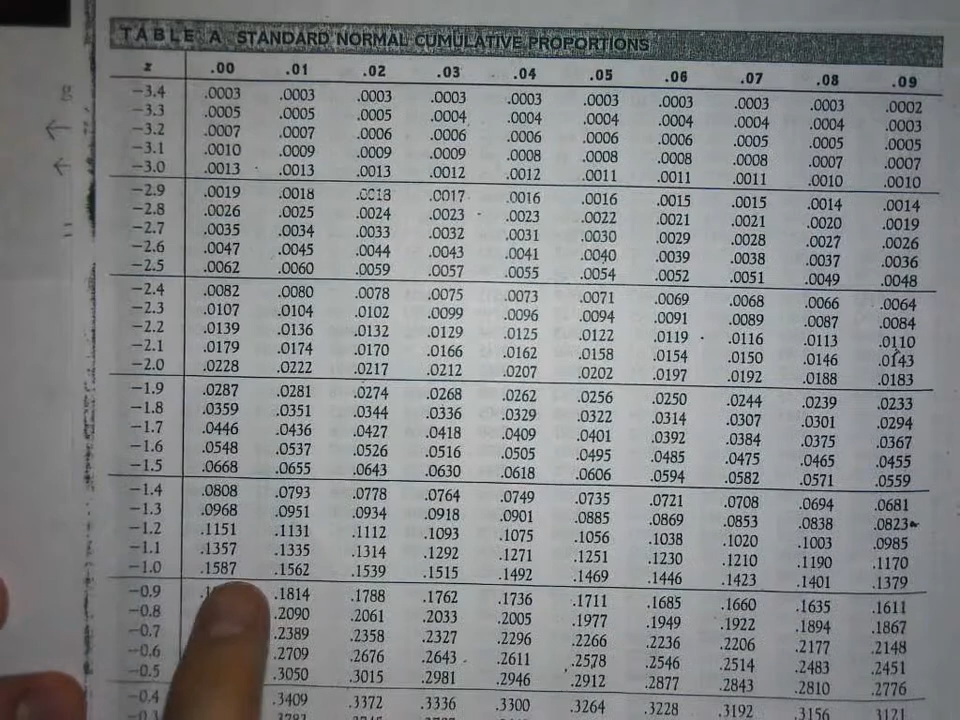 TABLE A STANDARD NORMAL CUMULATIVE PROPORTIONS
z .00 .01 .02 .03 .04 .05 .06 .07 .08 .09
−3.4 .0003 .0003 .0003 .0003 .0003 .0003 .0003 .0003 .0003 .0002
−3.3 .0005 .0005 .0005 .0004 .0004 .0004 .0004 .0004 .0004 .0003
−3.2 .0007 .0007 .0006 .0006 .0006 .0006 .0006 .0005 .0005 .0005
−3.1 .0010 .0009 .0009 .0009 .0008 .0008 .0008 .0008 .0007 .0007
−3.0 .0013 .0013 .0013 .0012 .0012 .0011 .0011 .0011 .0010 .0010
−2.9 .0019 .0018 .0018 .0017 .0016 .0016 .0015 .0015 .0014 .0014
−2.8 .0026 .0025 .0024 .0023 .0023 .0022 .0021 .0021 .0020 .0019
−2.7 .0035 .0034 .0033 .0032 .0031 .0030 .0029 .0028 .0027 .0026
−2.6 .0047 .0045 .0044 .0043 .0041 .0040 .0039 .0038 .0037 .0036
−2.5 .0062 .0060 .0059 .0057 .0055 .0054 .0052 .0051 .0049 .0048
−2.4 .0082 .0080 .0078 .0075 .0073 .0071 .0069 .0068 .0066 .0064
−2.3 .0107 .0104 .0102 .0099 .0096 .0094 .0091 .0089 .0087 .0084
−2.2 .0139 .0136 .0132 .0129 .0125 .0122 .0119 .0116 .0113 .0110
−2.1 .0179 .0174 .0170 .0166 .0162 .0158 .0154 .0150 .0146 .0143
−2.0 .0228 .0222 .0217 .0212 .0207 .0202 .0197 .0192 .0188 .0183
−1.9 .0287 .0281 .0274 .0268 .0262 .0256 .0250 .0244 .0239 .0233
−1.8 .0359 .0351 .0344 .0336 .0329 .0322 .0314 .0307 .0301 .0294
−1.7 .0446 .0436 .0427 .0418 .0409 .0401 .0392 .0384 .0375 .0367
−1.6 .0548 .0537 .0526 .0516 .0505 .0495 .0485 .0475 .0465 .0455
−1.5 .0668 .0655 .0643 .0630 .0618 .0606 .0594 .0582 .0571 .0559
−1.4 .0808 .0793 .0778 .0764 .0749 .0735 .0721 .0708 .0694 .0681
−1.3 .0968 .0951 .0934 .0918 .0901 .0885 .0869 .0853 .0838 .0823
−1.2 .1151 .1131 .1112 .1093 .1075 .1056 .1038 .1020 .1003 .0985
−1.1 .1357 .1335 .1314 .1292 .1271 .1251 .1230 .1210 .1190 .1170
−1.0 .1587 .1562 .1539 .1515 .1492 .1469 .1446 .1423 .1401 .1379
−0.9 .1814 .1788 .1762 .1736 .1711 .1685 .1660 .1635 .1611
−0.8 .2090 .2061 .2033 .2005 .1977 .1949 .1922 .1894 .1867
−0.7 .2389 .2358 .2327 .2296 .2266 .2236 .2206 .2177 .2148
−0.6 .2709 .2676 .2643 .2611 .2578 .2546 .2514 .2483 .2451
−0.5 .3050 .3015 .2981 .2946 .2912 .2877 .2843 .2810 .2776
−0.4 .3409 .3372 .3336 .3300 .3264 .3228 .3192 .3156 .3121